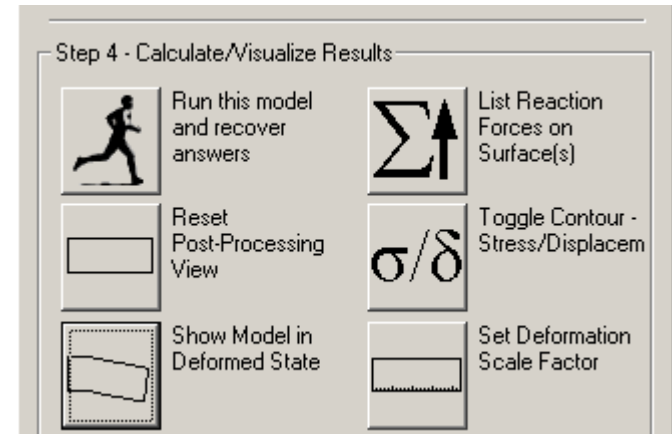 Step 4 - Calculate/Visualize Results
Run this model
and recover
answers
Σ
List Reaction
Forces on
Surface(s)
Reset
Post-Processing
View
σ/δ
Toggle Contour -
Stress/Displacem
Show Model in
Deformed State
Set Deformation
Scale Factor